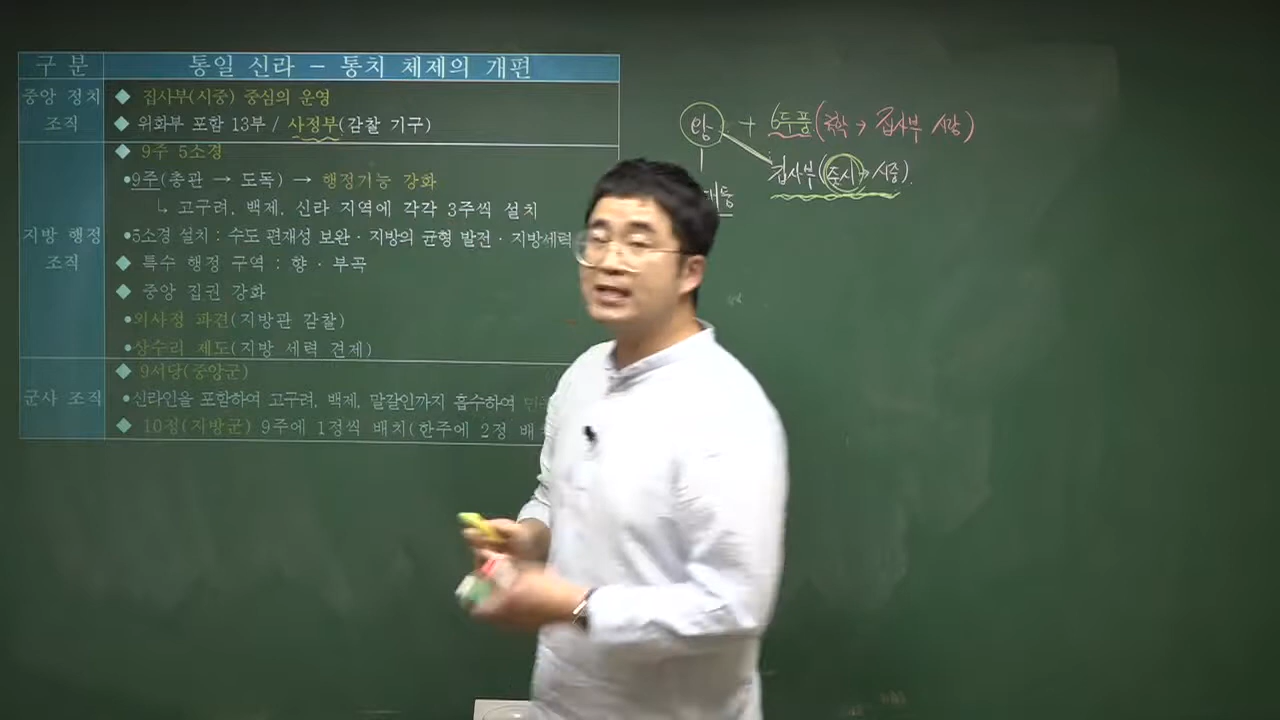 구 분
통일 신라 - 통치 체제의 개편
중앙 정치
조직
◆ 집사부(시중) 중심의 운영
◆ 위화부 포함 13부 / 사정부(감찰 기구)
지방 행정
조직
◆ 9주 5소경
•9주(총관 → 도독) → 행정기능 강화
↳ 고구려, 백제, 신라 지역에 각각 3주씩 설치
•5소경 설치 : 수도 편재성 보완 · 지방의 균형 발전 · 지방세력
◆ 특수 행정 구역 : 향 · 부곡
◆ 중앙 집권 강화
•외사정 파견(지방관 감찰)
•상수리 제도(지방 세력 견제)
군사 조직
◆ 9서당(중앙군)
•신라인을 포함하여 고구려, 백제, 말갈인까지 흡수하여
◆ 10정(지방군) 9주에 1정씩 배치(한주에 2정
왕 + 6두품(국학 → 집사부 시랑)
집사부(중시→시중).